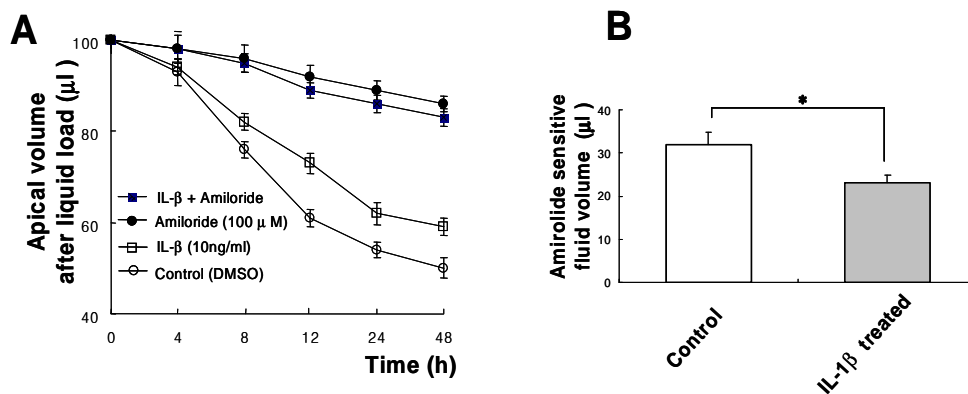 A
Apical volume
after liquid load (μl)
100
80
60
40
IL-β + Amiloride
Amiloride (100 μ M)
IL-β (10ng/ml)
Control (DMSO)
0 4 8 12 24 48
Time (h)
B
Amirolide sensitive
fluid volume (μl)
40
30
20
10
0
*
Control
IL-1β treated